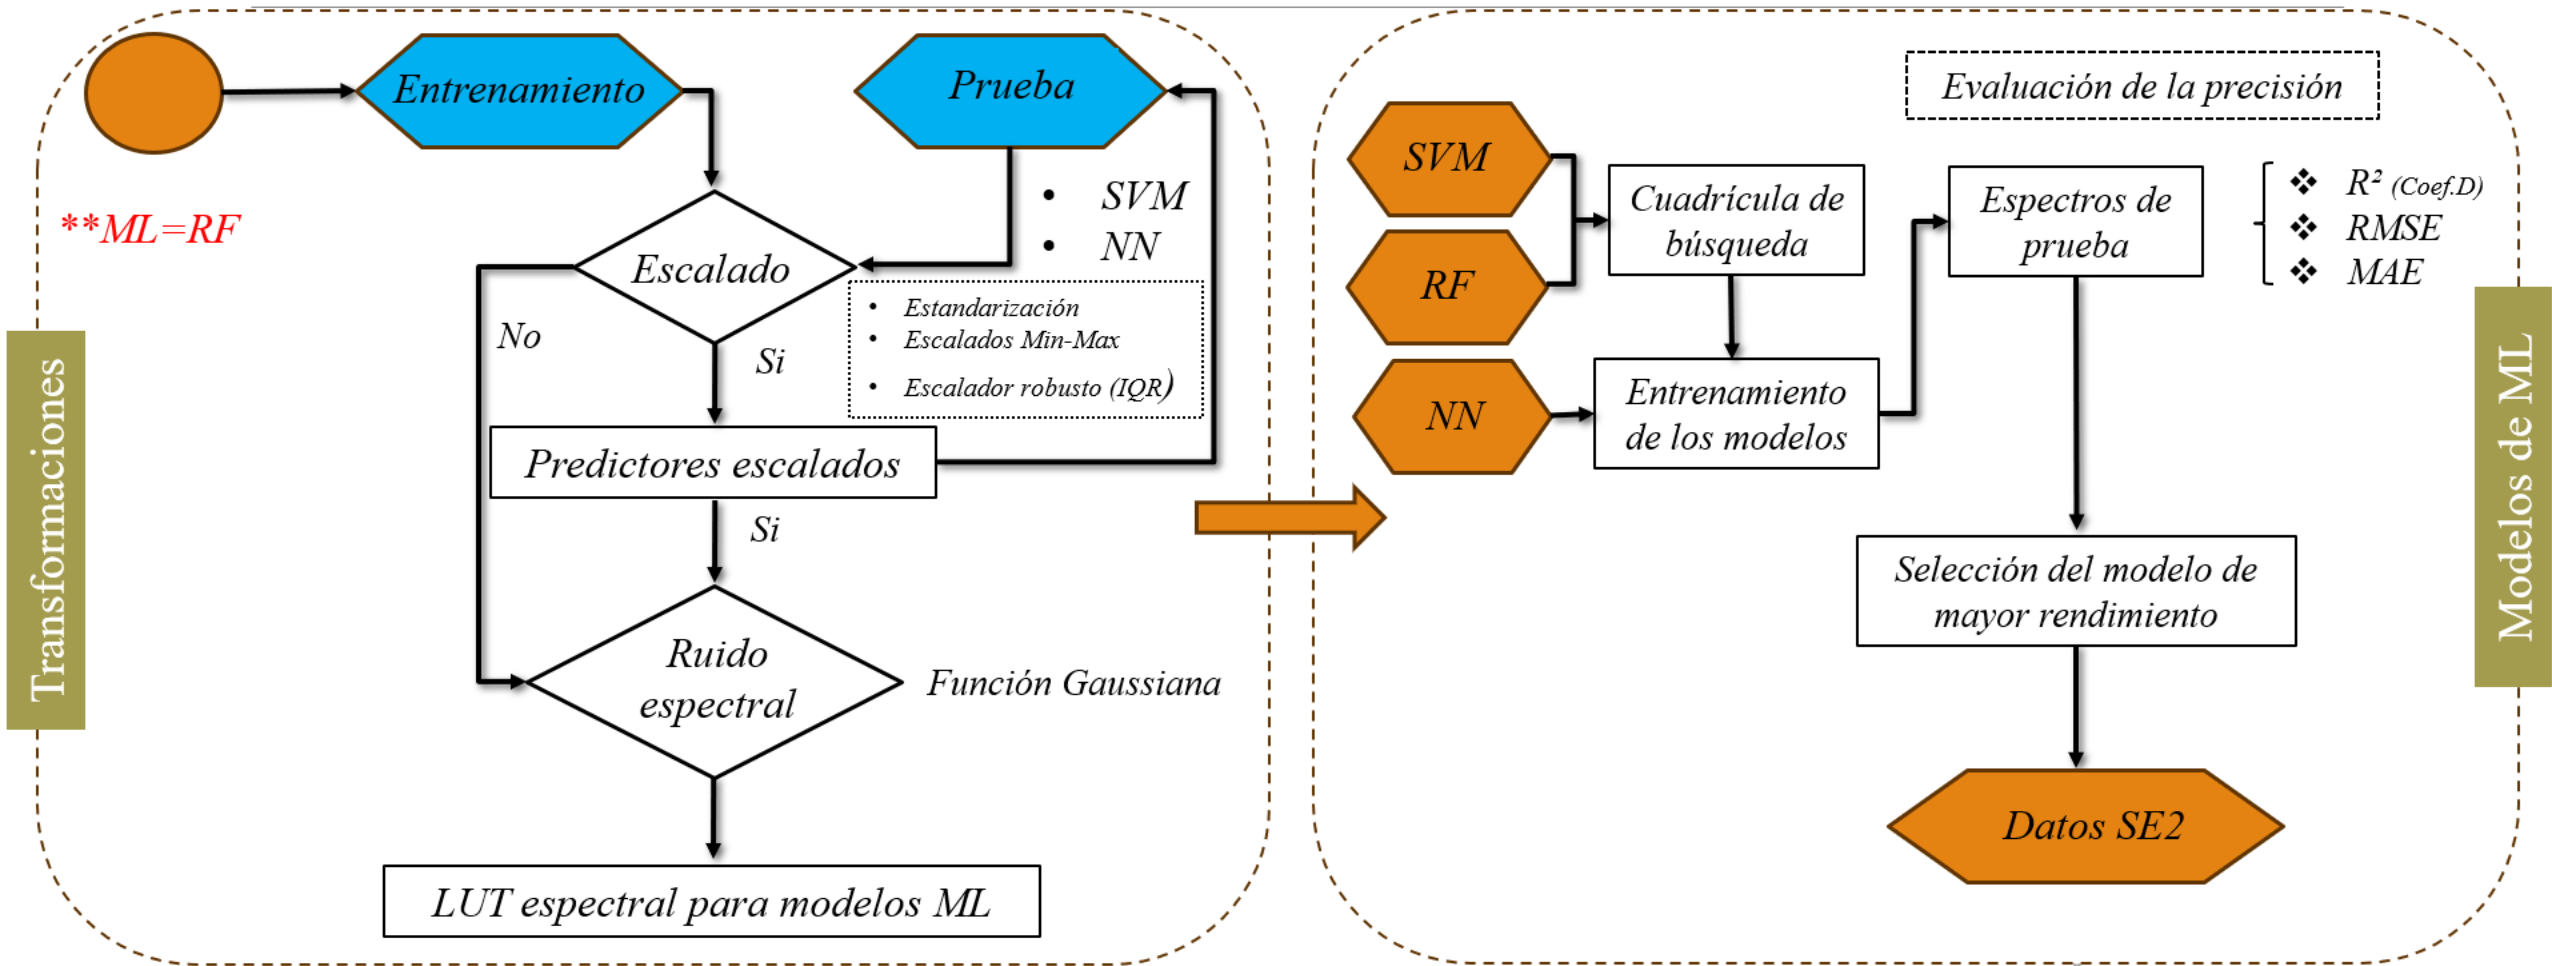 Transformaciones
Entrenamiento
Prueba
**ML=RF
• SVM
• NN
Escalado
• Estandarización
• Escalados Min-Max
• Escalador robusto (IQR)
No
Si
Predictores escalados
Si
Ruido
espectral
Función Gaussiana
LUT espectral para modelos ML
Evaluación de la precisión
SVM
RF
NN
Cuadrícula de
búsqueda
Entrenamiento
de los modelos
Espectros de
prueba
❖ R² (Coef.D)
❖ RMSE
❖ MAE
Selección del modelo de
mayor rendimiento
Datos SE2
Modelos de ML